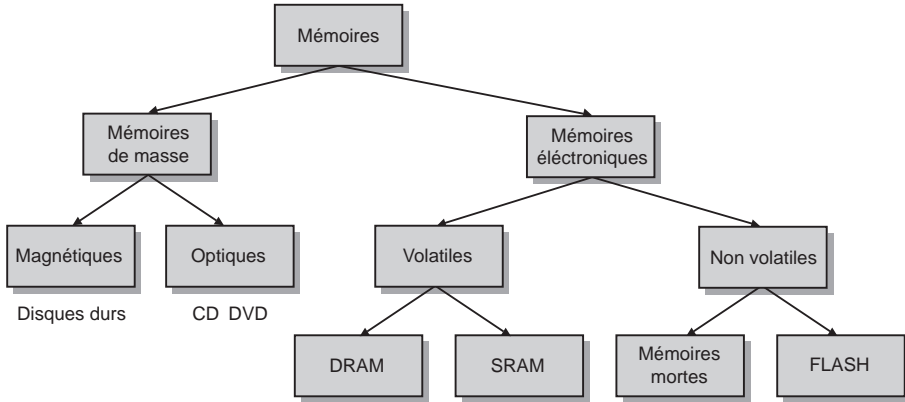 Mémoires
Mémoires
de masse
Mémoires
éléctroniques
Magnétiques
Optiques
Volatiles
Non volatiles
Disques durs
CD DVD
DRAM
SRAM
Mémoires
mortes
FLASH